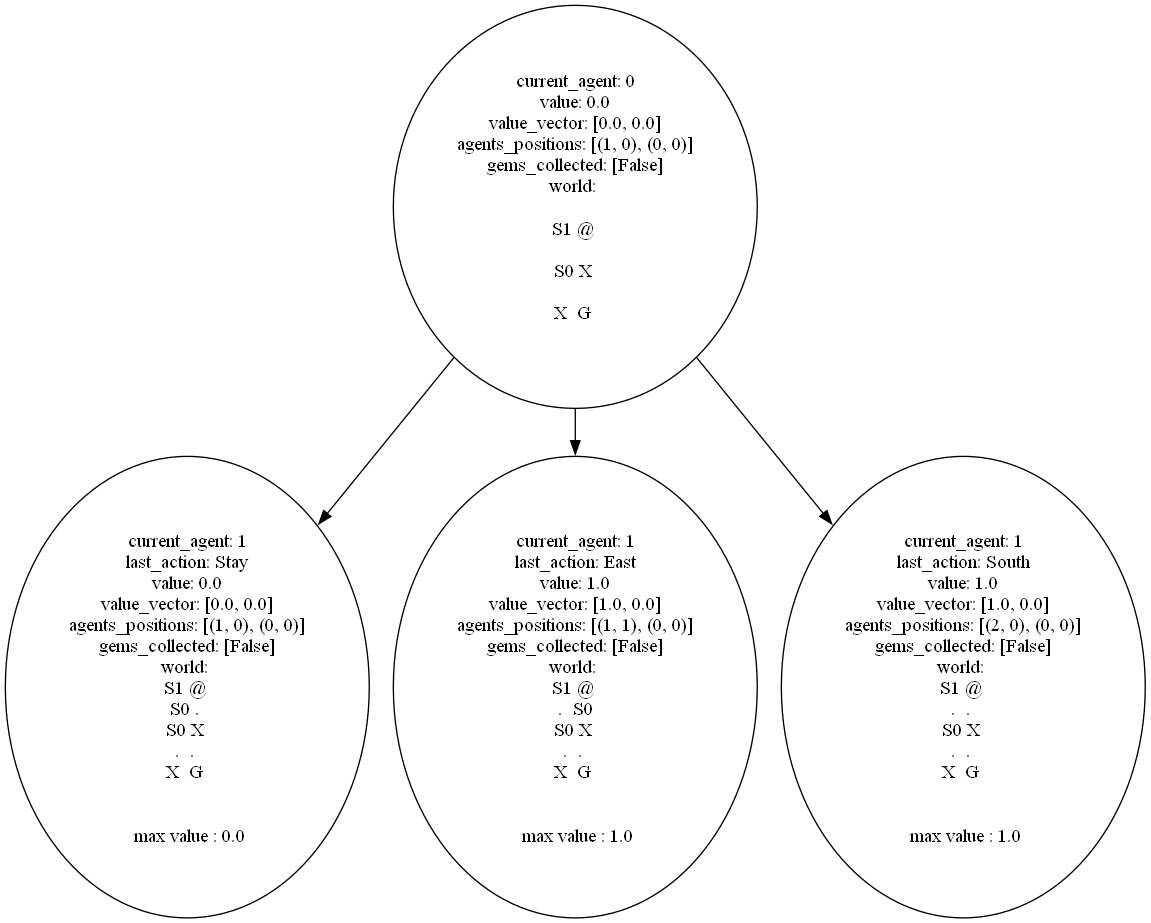 current_agent: 0
value: 0.0
value_vector: [0.0, 0.0]
agents_positions: [(1, 0), (0, 0)]
gems_collected: [False]
world:
S1 @
S0 X
X G
current_agent: 1
last_action: Stay
value: 0.0
value_vector: [0.0, 0.0]
agents_positions: [(1, 0), (0, 0)]
gems_collected: [False]
world:
S1 @
S0 .
S0 X
. .
X G
max value : 0.0
current_agent: 1
last_action: East
value: 1.0
value_vector: [1.0, 0.0]
agents_positions: [(1, 1), (0, 0)]
gems_collected: [False]
world:
S1 @
. S0
S0 X
. .
X G
max value : 1.0
current_agent: 1
last_action: South
value: 1.0
value_vector: [1.0, 0.0]
agents_positions: [(2, 0), (0, 0)]
gems_collected: [False]
world:
S1 @
. .
S0 X
. .
X G
max value : 1.0